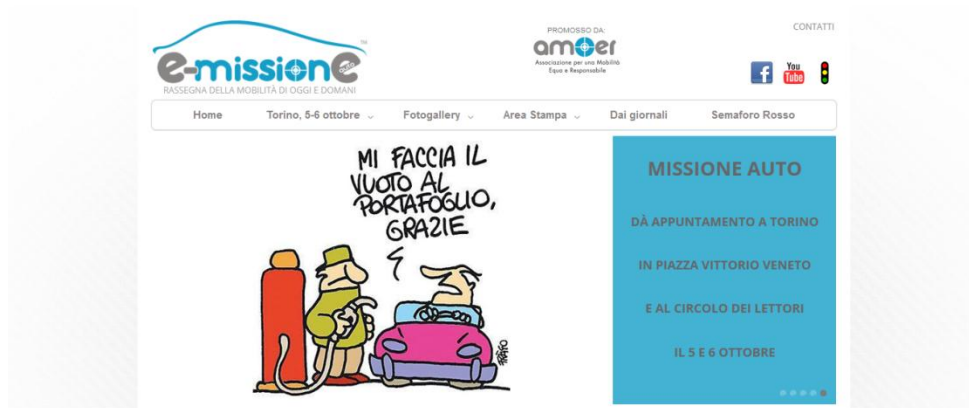 e-missione
auto
TM
RASSEGNA DELLA MOBILITÀ DI OGGI E DOMANI
PROMOSSO DA:
amoer
Associazione per una Mobilità
Equa e Responsabile
CONTATTI
f
You
Tube
Home
Torino, 5-6 ottobre
Fotogallery
Area Stampa
Dai giornali
Semaforo Rosso
MI FACCIA IL
VUOTO AL
PORTAFOGLIO,
GRAZIE
MISSIONE AUTO
DÀ APPUNTAMENTO A TORINO
IN PIAZZA VITTORIO VENETO
E AL CIRCOLO DEI LETTORI
IL 5 E 6 OTTOBRE